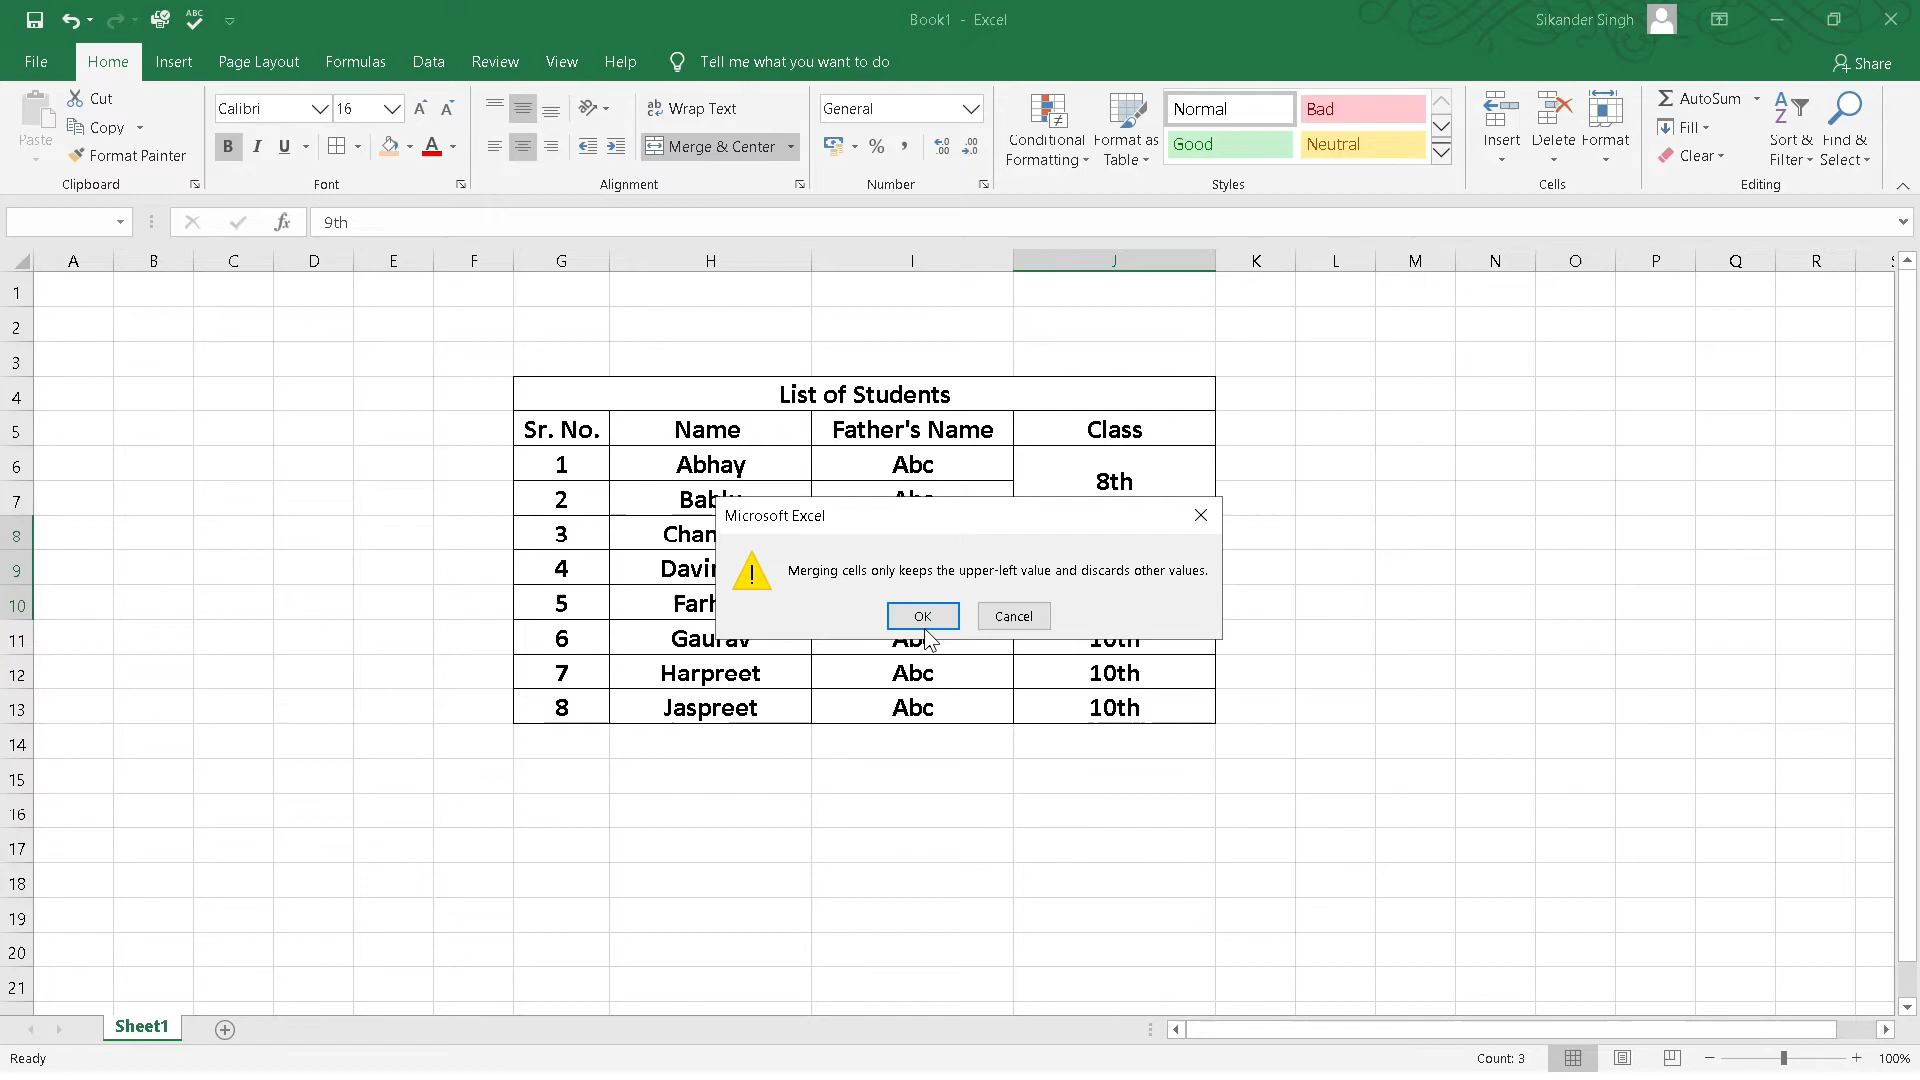 ABC
Book1 - Excel
Sikander Singh
File Home Insert Page Layout Formulas Data Review View Help Tell me what you want to do
Share
Paste
Cut
Copy
Format Painter
Clipboard
Calibri 16 A A
B I U A
Font
ab Wrap Text
Merge & Center
Alignment
General
% ,
Number
Conditional Formatting
Format as Table
Normal Bad
Good Neutral
Styles
Insert Delete Format
Cells
AutoSum
Fill
Clear
Sort & Filter
Find & Select
Editing
fx 9th
A B C D E F G H I J K L M N O P Q R
1
2
3
4 List of Students
5 Sr. No. Name Father's Name Class
6 1 Abhay Abc 8th
7 2
8 3
9 4
10 5
Microsoft Excel
Merging cells only keeps the upper-left value and discards other values.
OK Cancel
11 6 Gaurav Abc 10th
12 7 Harpreet Abc 10th
13 8 Jaspreet Abc 10th
14
15
16
17
18
19
20
21
Sheet1
Ready Count: 3 100%